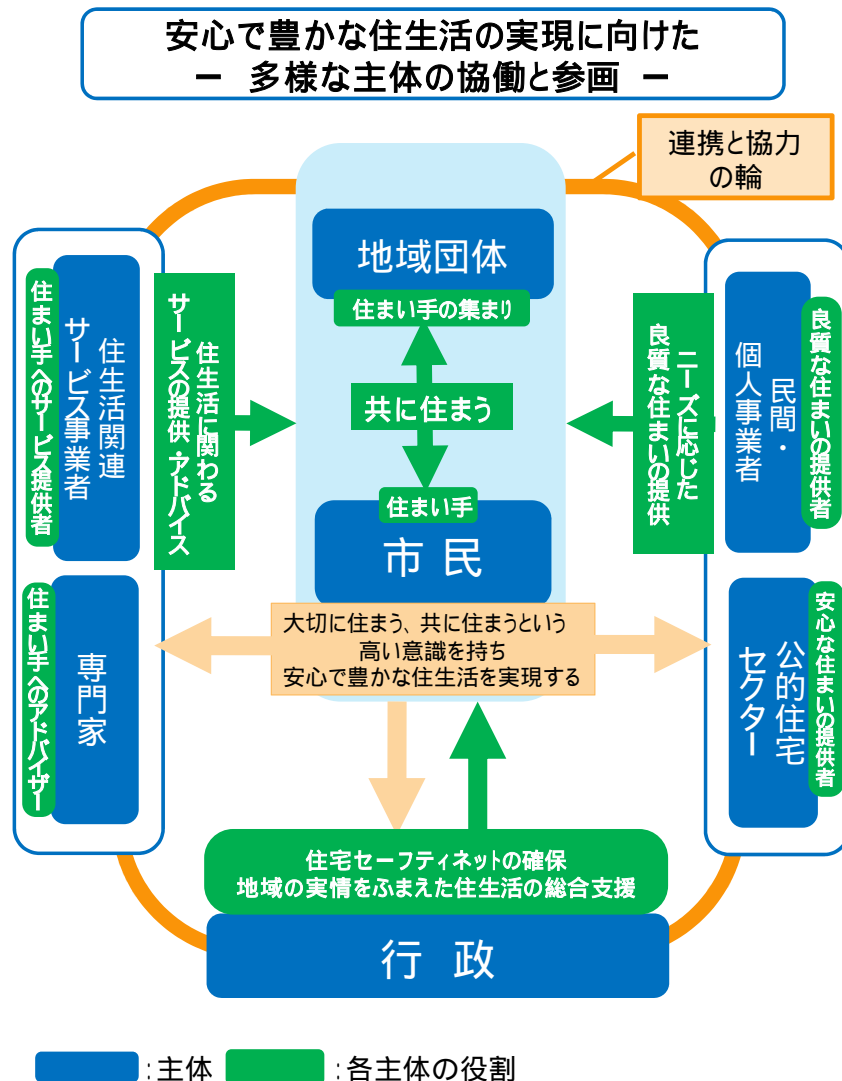 安心で豊かな住生活の実現に向けた
― 多様な主体の協働と参画 ―
連携と協力
の輪
地域団体
住まい手の集まり
共に住まう
住まい手
市民
住まい手へのサービス提供者
住生活関連
サービス事業者
住生活に関わる
サービスの提供・アドバイス
住まい手へのアドバイザー
専門家
ニーズに応じた
良質な住まいの提供
民間・
個人事業者
良質な住まいの提供者
公的住宅
セクター
安心な住まいの提供者
大切に住まう、共に住まうという
高い意識を持ち
安心で豊かな住生活を実現する
住宅セーフティネットの確保
地域の実情をふまえた住生活の総合支援
行政
:主体
:各主体の役割